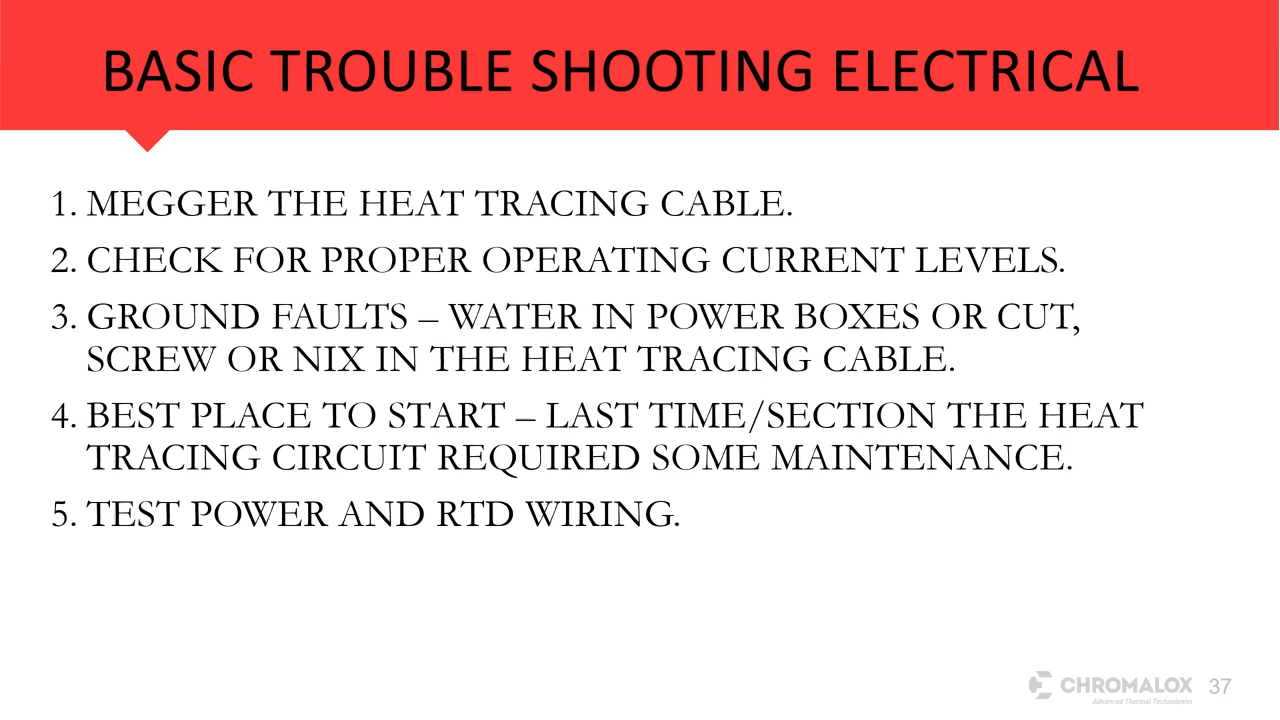 BASIC TROUBLE SHOOTING ELECTRICAL
1. MEGGER THE HEAT TRACING CABLE.
2. CHECK FOR PROPER OPERATING CURRENT LEVELS.
3. GROUND FAULTS – WATER IN POWER BOXES OR CUT,
SCREW OR NIX IN THE HEAT TRACING CABLE.
4. BEST PLACE TO START – LAST TIME/SECTION THE HEAT
TRACING CIRCUIT REQUIRED SOME MAINTENANCE.
5. TEST POWER AND RTD WIRING.
CHROMALOX 37
Advanced Thermal Technologies